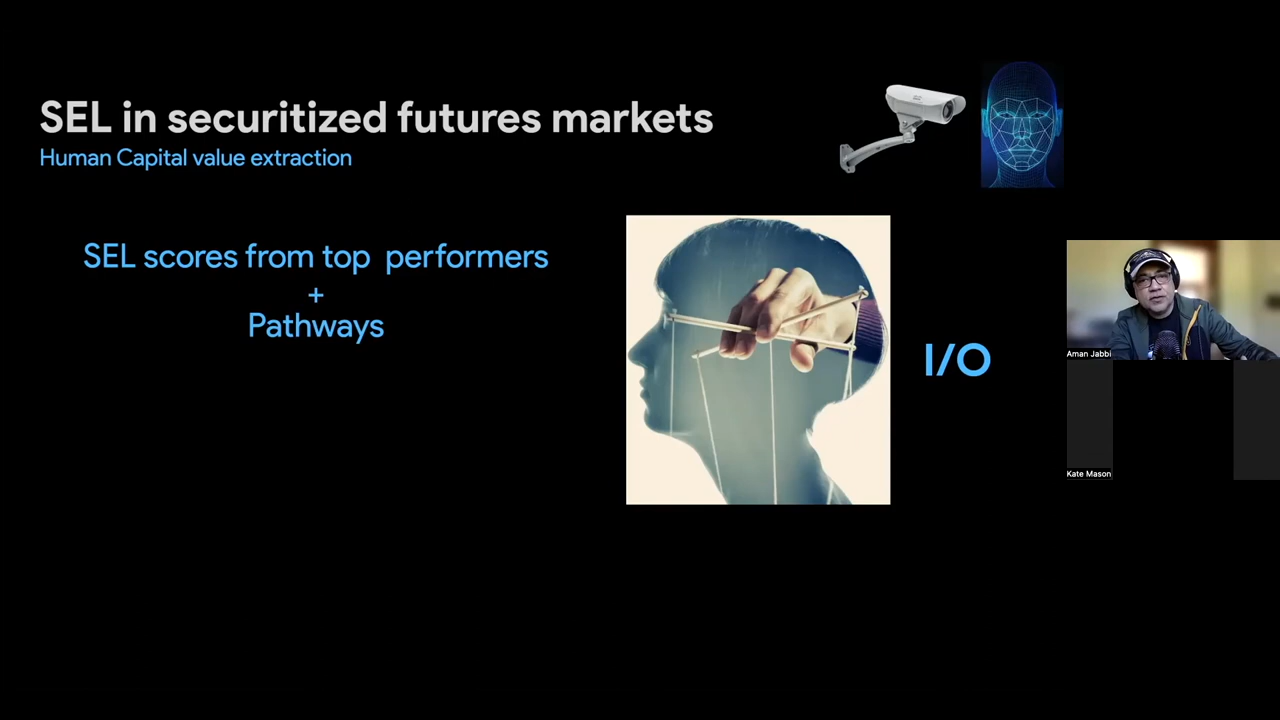 SEL in securitized futures markets
Human Capital value extraction
SEL scores from top performers
+
Pathways
I/O
Aman Jabbi
Kate Mason